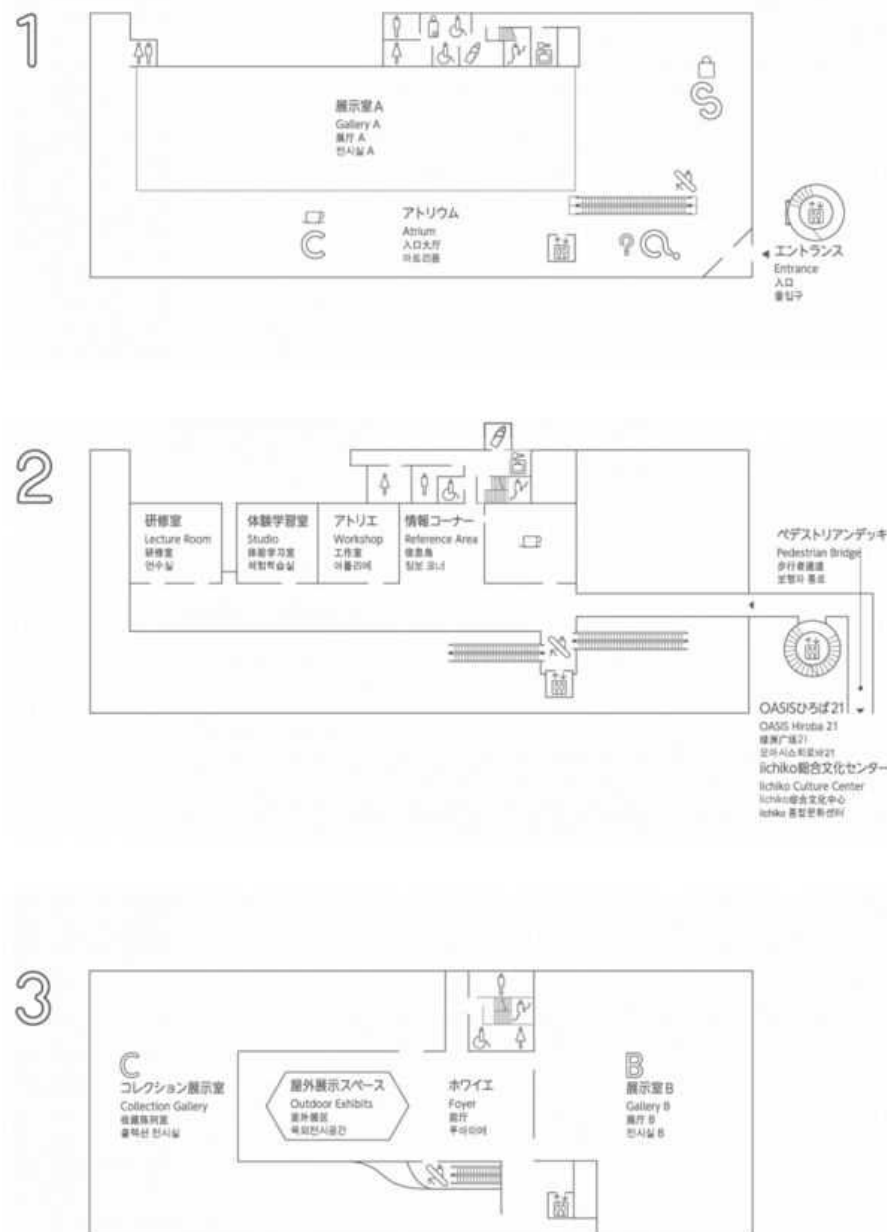 1
展示室A
Gallery A
展厅 A
전시실 A
S
アトリウム
Atrium
入口大厅
아트리움
C
?
エントランス
Entrance
入口
출입구
2
研修室
Lecture Room
研修室
연수실
体験学習室
Studio
体验学习室
체험학습실
アトリエ
Workshop
工作室
아틀리에
情報コーナー
Reference Area
信息角
정보 코너
ペデストリアンデッキ
Pedestrian Bridge
步行者通道
보행자 통로
OASISひろば21
OASIS Hiroba 21
绿洲广场21
오아시스히로바21
iichiko総合文化センター
iichiko Culture Center
iichiko综合文化中心
iichiko 종합문화센터
3
C
コレクション展示室
Collection Gallery
收藏陈列室
컬렉션 전시실
屋外展示スペース
Outdoor Exhibits
室外展区
옥외전시공간
ホワイエ
Foyer
前厅
B
展示室B
Gallery B
展厅 B
전시실 B